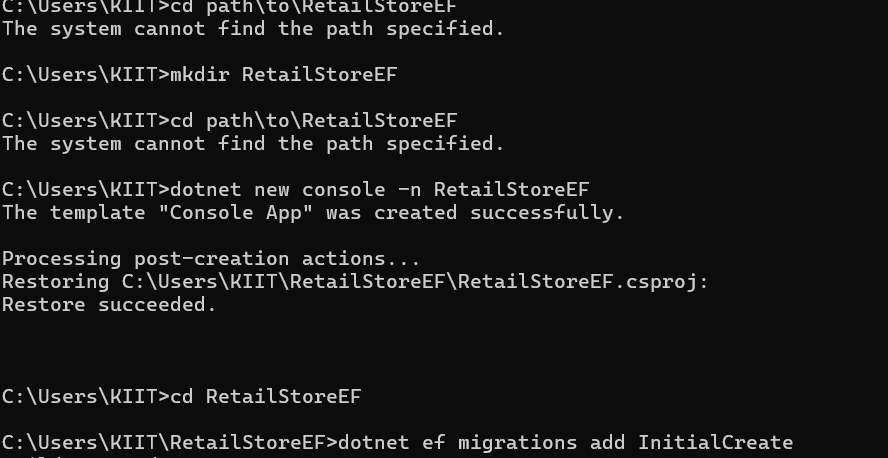 C:\Users\KIIT>cd path\to\RetailStoreEF
The system cannot find the path specified.
C:\Users\KIIT>mkdir RetailStoreEF
C:\Users\KIIT>cd path\to\RetailStoreEF
The system cannot find the path specified.
C:\Users\KIIT>dotnet new console -n RetailStoreEF
The template "Console App" was created successfully.
Processing post-creation actions...
Restoring C:\Users\KIIT\RetailStoreEF\RetailStoreEF.csproj:
Restore succeeded.
C:\Users\KIIT>cd RetailStoreEF
C:\Users\KIIT\RetailStoreEF>dotnet ef migrations add InitialCreate